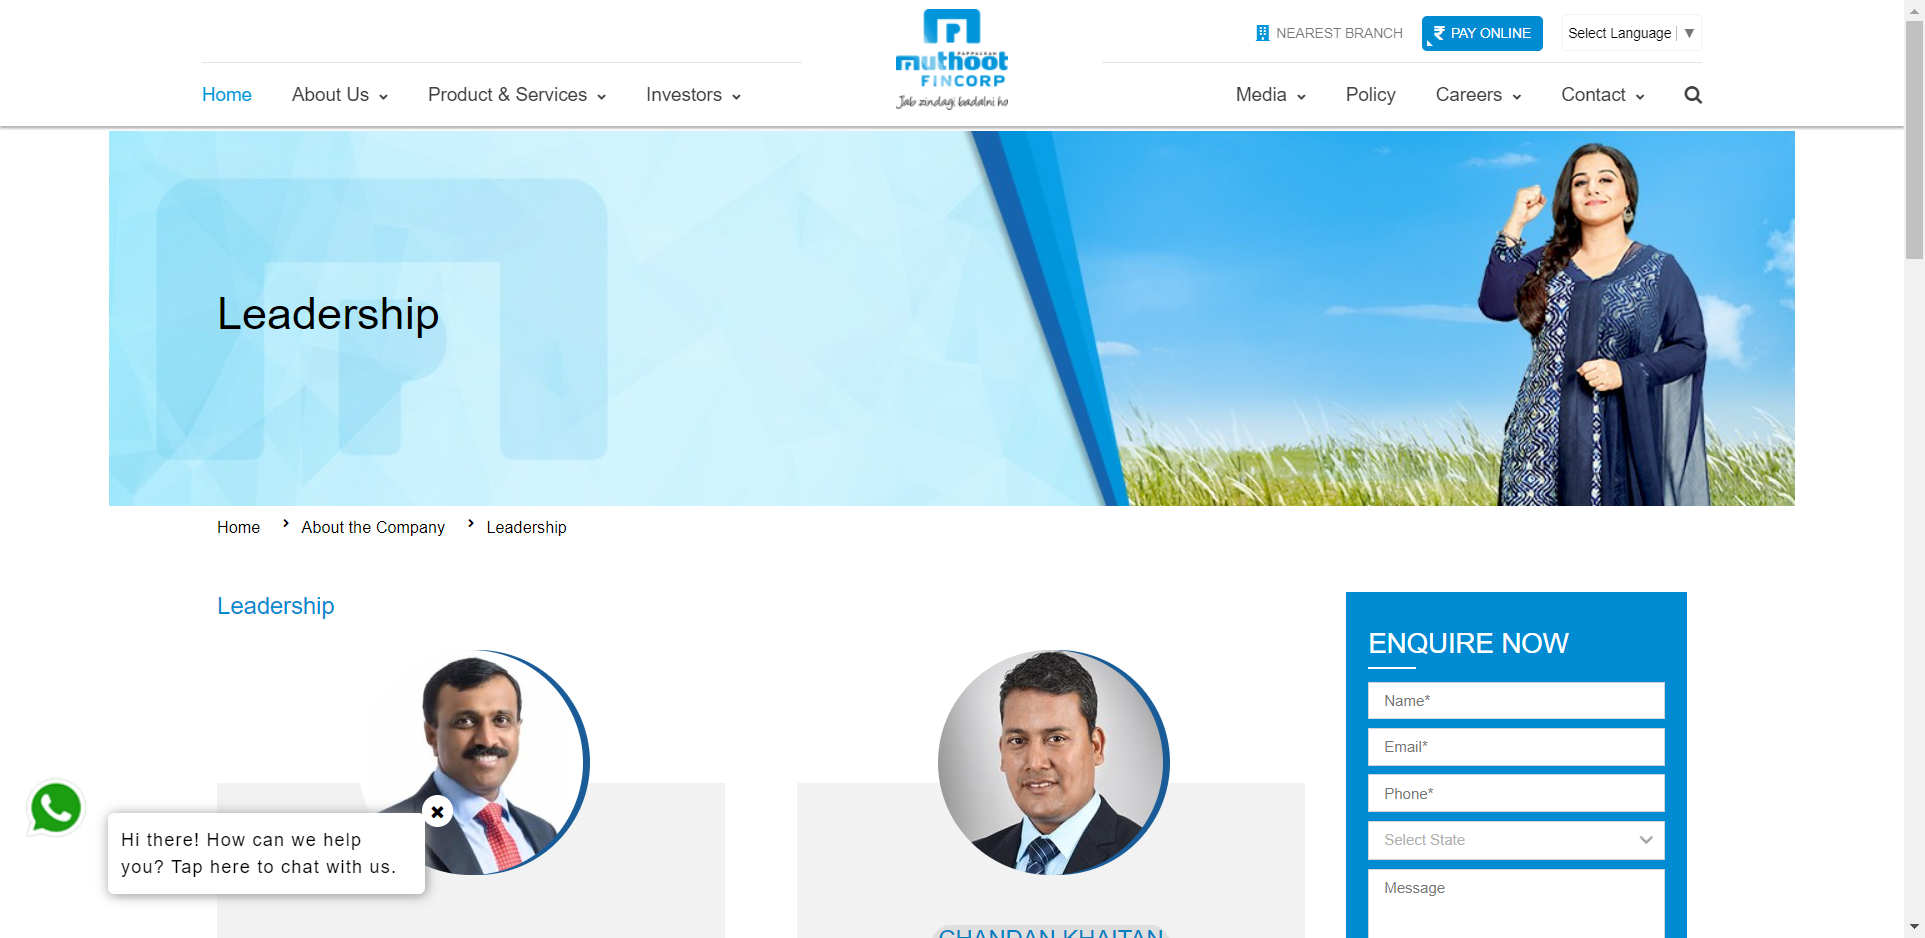 NEAREST BRANCH
PAY ONLINE
Select Language ▼
PAPPACHAN
muthoot
FINCORP
Jab zindagi badalni ho
Home
About Us
Product & Services
Investors
Media
Policy
Careers
Contact
Leadership
Home › About the Company › Leadership
Leadership
ENQUIRE NOW
Name*
Email*
Phone*
Select State
Message
Hi there! How can we help
you? Tap here to chat with us.
CHANDAN KHAITAN